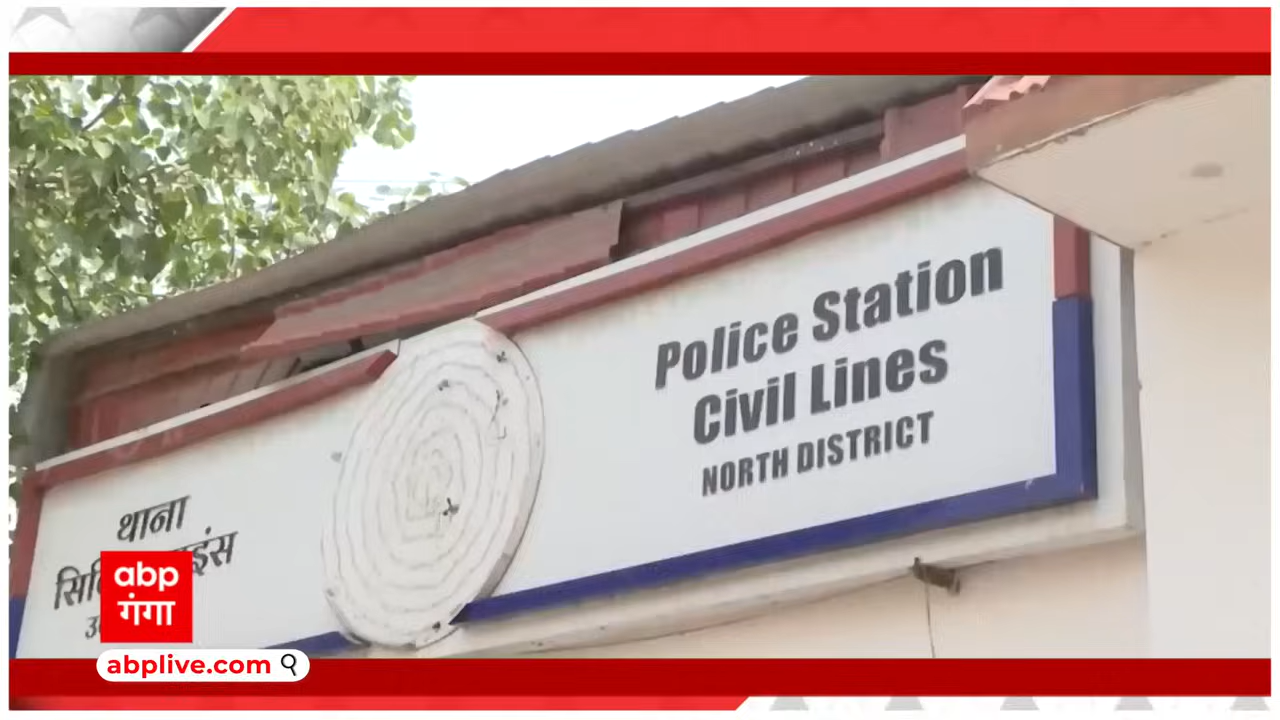 Police Station
Civil Lines
NORTH DISTRICT
थाना
abp
गंगा
abplive.com